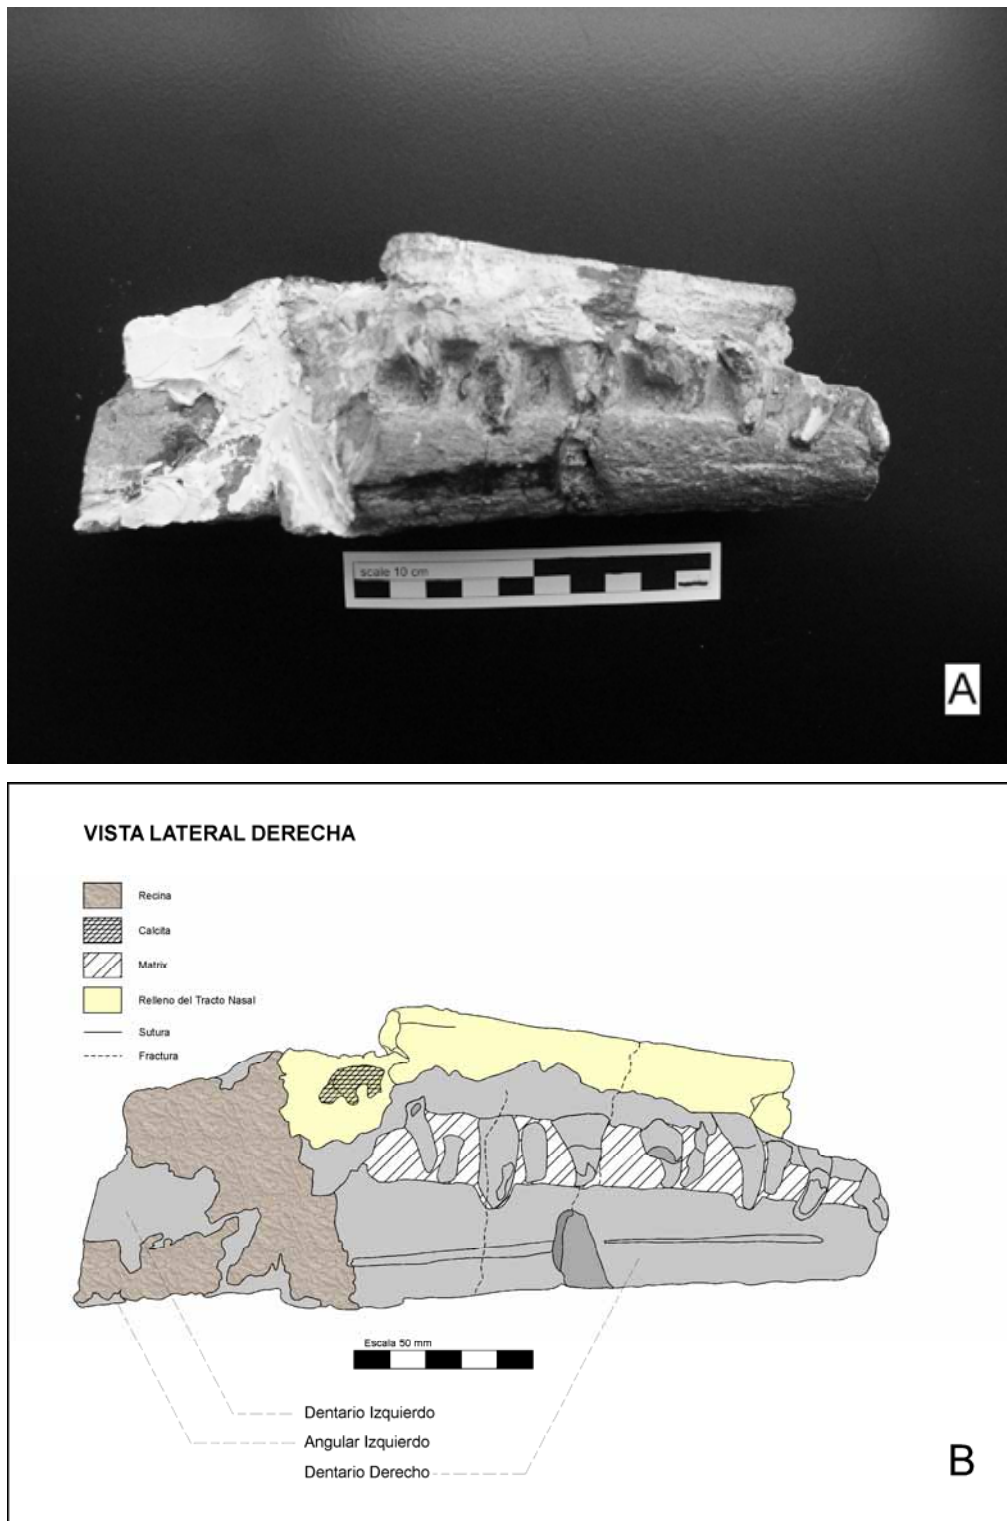 scale 10 cm
A
VISTA LATERAL DERECHA
Recina
Calcita
Matrix
Relleno del Tracto Nasal
Sutura
Fractura
Escala 50 mm
Dentario Izquierdo
Angular Izquierdo
Dentario Derecho
B